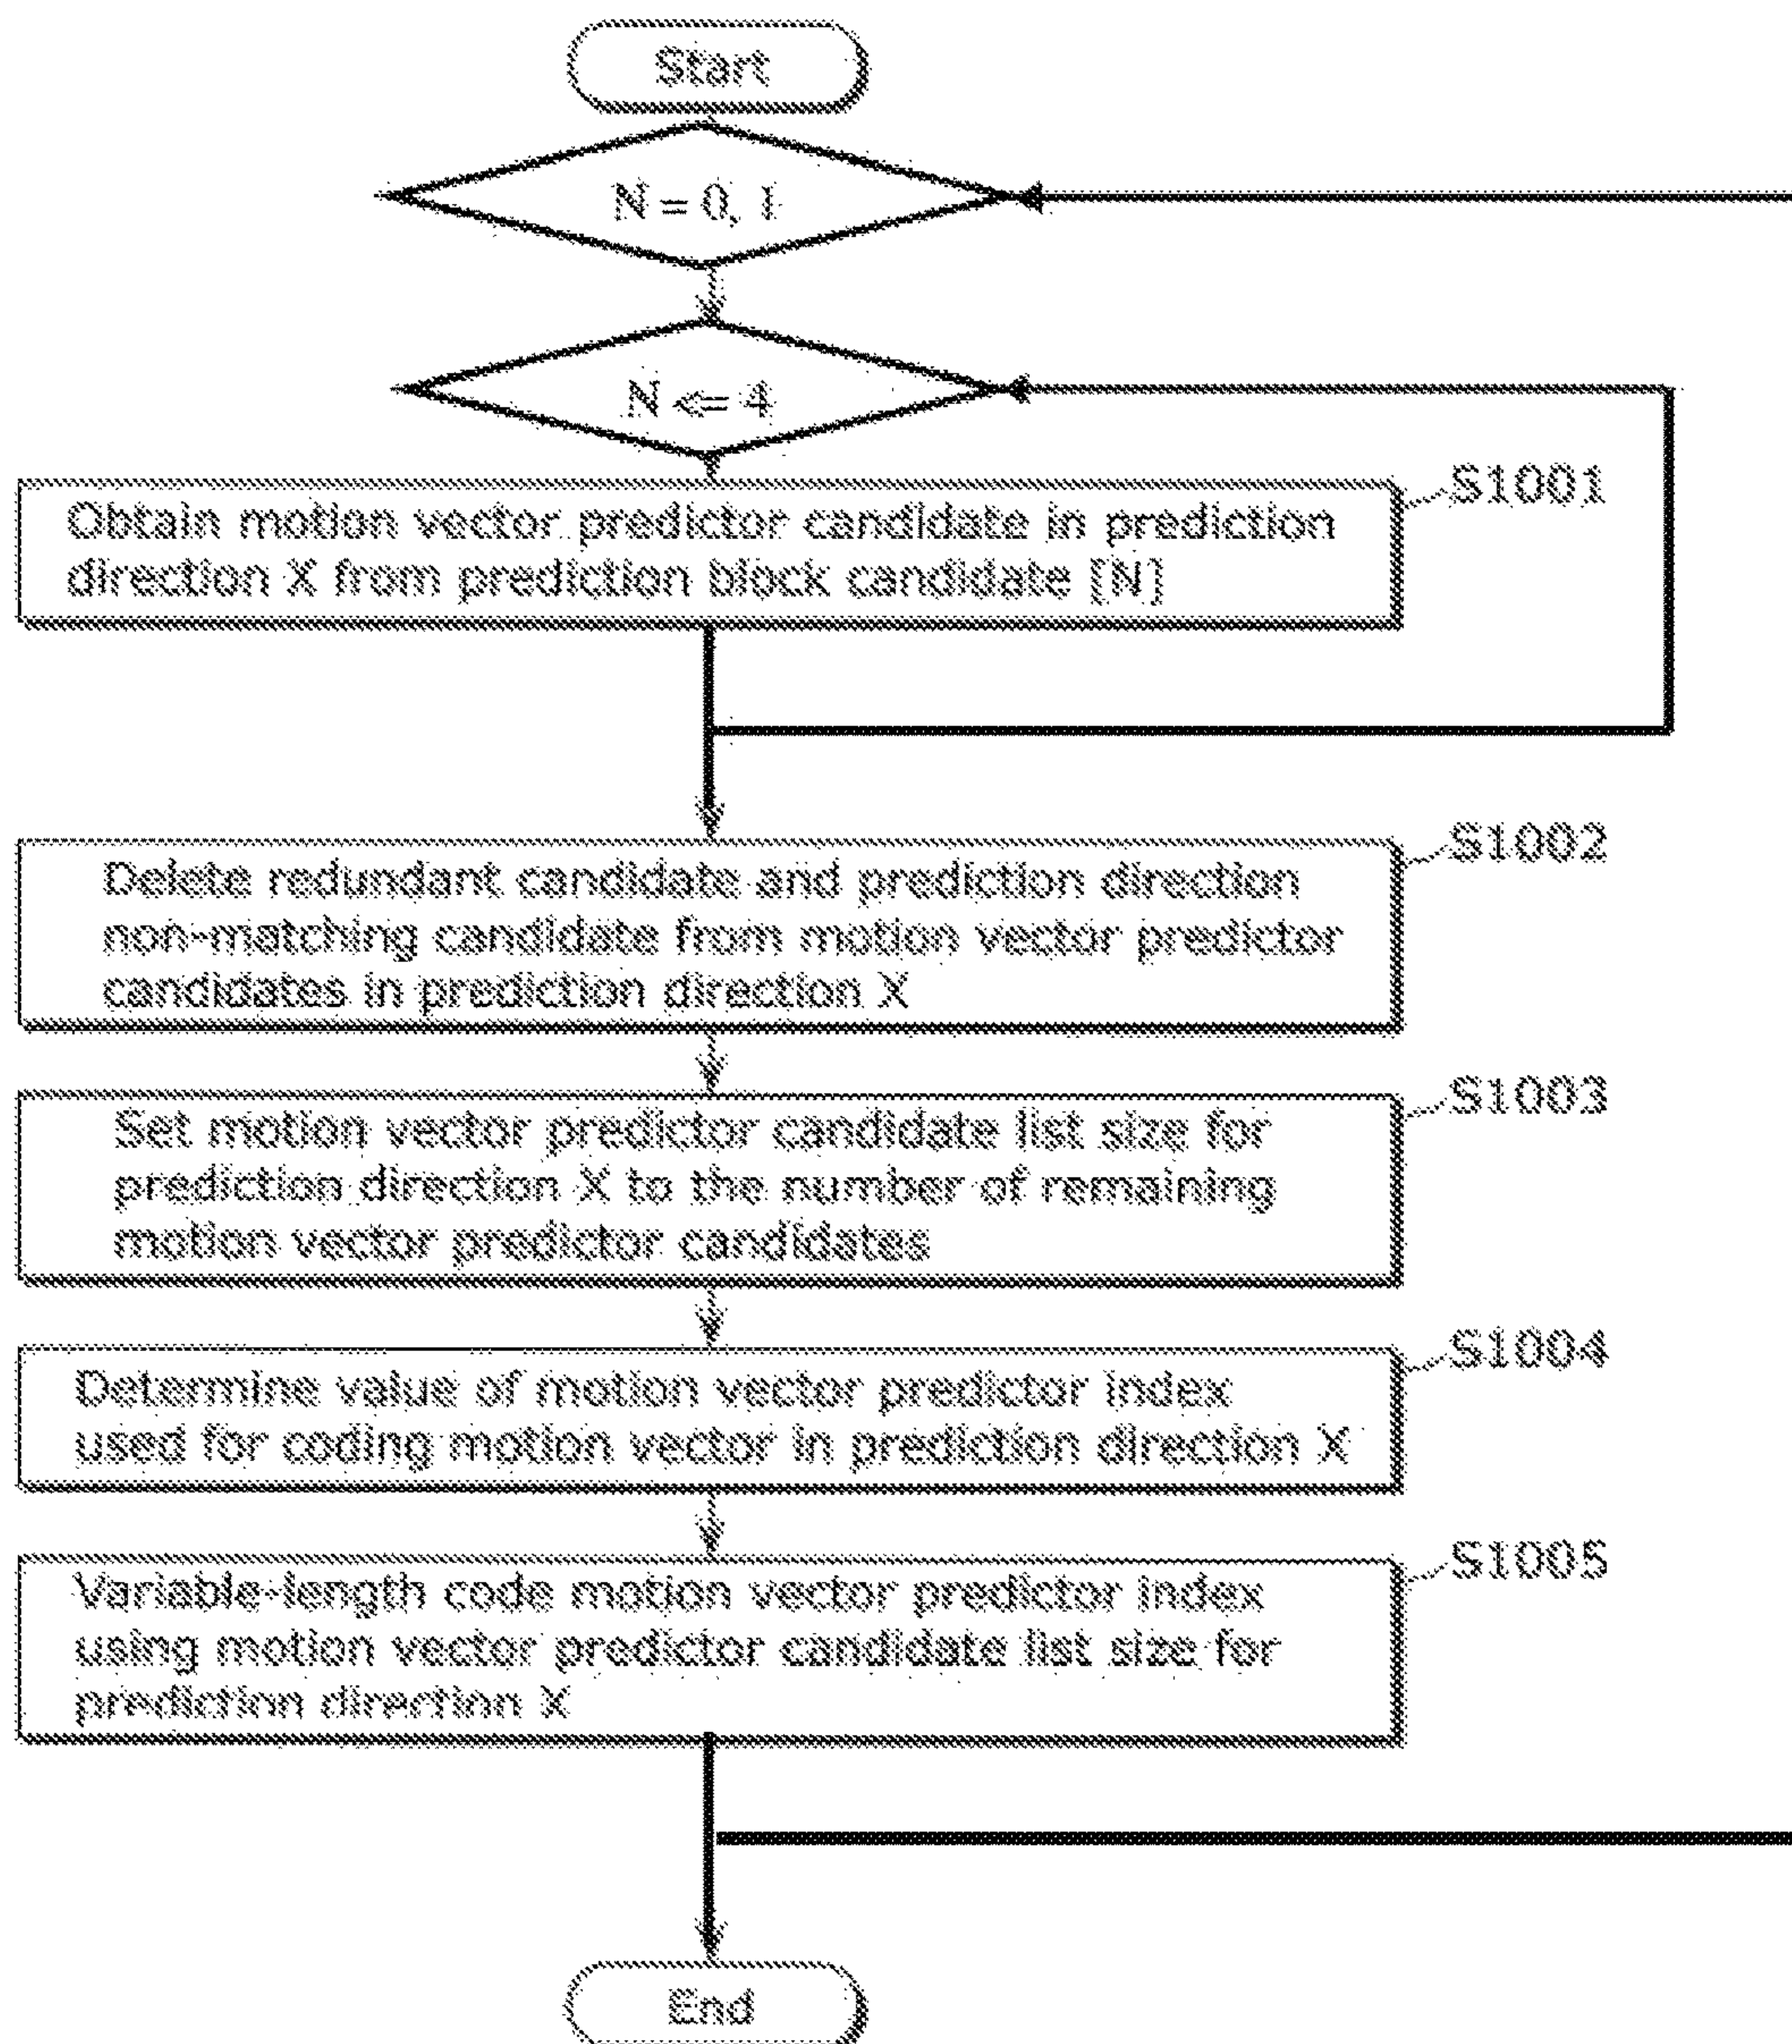 Start
N = 0, 1
N <= 4
S1001
Obtain motion vector predictor candidate in prediction
direction X from prediction block candidate [N]
S1002
Delete redundant candidate and prediction direction
non-matching candidate from motion vector predictor
candidates in prediction direction X
S1003
Set motion vector predictor candidate list size for
prediction direction X to the number of remaining
motion vector predictor candidates
S1004
Determine value of motion vector predictor index
used for coding motion vector in prediction direction X
S1005
Variable-length code motion vector predictor index
using motion vector predictor candidate list size for
prediction direction X
End